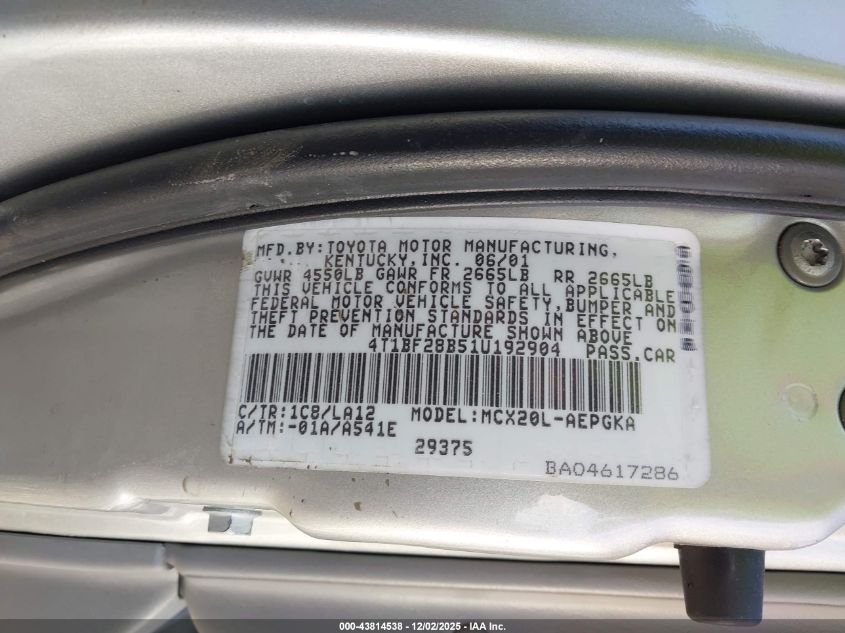 MFD.BY:TOYOTA MOTOR MANUFACTURING,
KENTUCKY,INC. 06/01
GVWR 4550LB GAWR FR 2665LB RR 2665LB
THIS VEHICLE CONFORMS TO ALL APPLICABLE
FEDERAL MOTOR VEHICLE SAFETY,BUMPER AND
THEFT PREVENTION STANDARDS IN EFFECT ON
THE DATE OF MANUFACTURE SHOWN ABOVE
4T1BF28B51U192904 PASS.CAR
C/TR:1C8/LA12 MODEL:MCX20L-AEPGKA
A/TM:-01A/A541E
29375
BA04617286
000-43814538 - 12/02/2025 - IAA Inc.